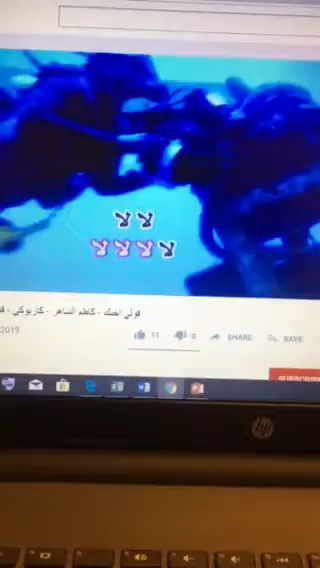 لا لا
لا لا لا لا
قولي احبك - كاظم الساهر - كاريوكي -
2019
11
0
SHARE
SAVE
hp